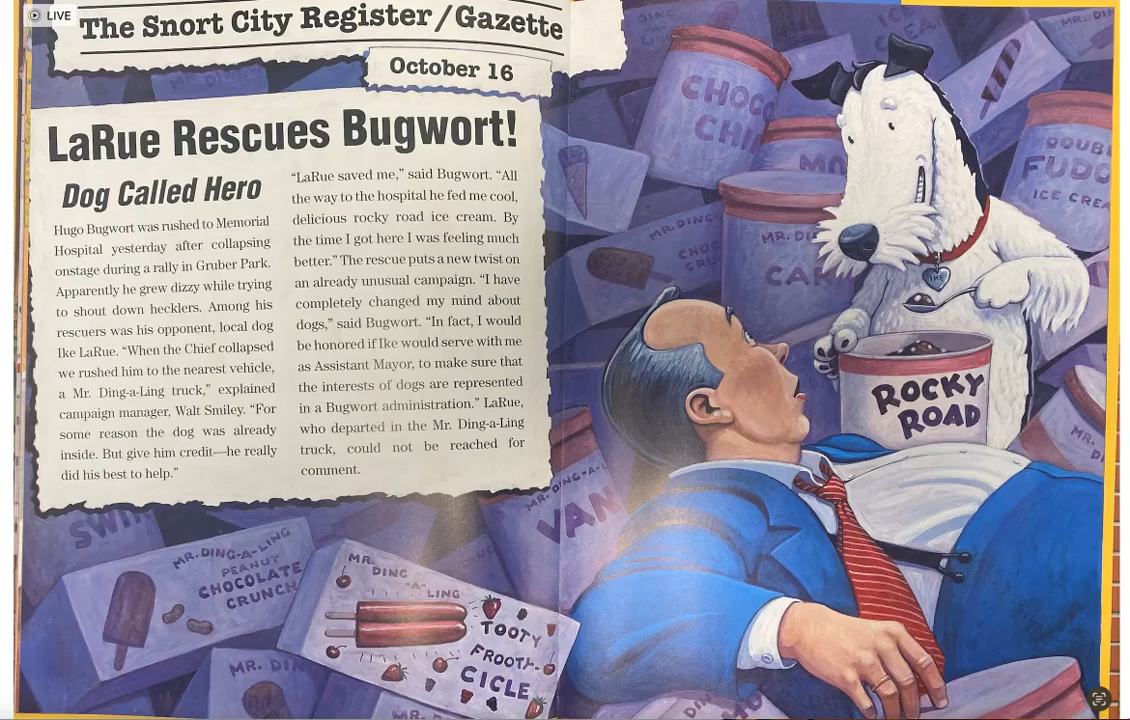 LIVE
The Snort City Register/Gazette
October 16
LaRue Rescues Bugwort!
Dog Called Hero
Hugo Bugwort was rushed to Memorial
Hospital yesterday after collapsing
onstage during a rally in Gruber Park.
Apparently he grew dizzy while trying
to shout down hecklers. Among his
rescuers was his opponent, local dog
Ike LaRue. “When the Chief collapsed
we rushed him to the nearest vehicle,
a Mr. Ding-a-Ling truck,” explained
campaign manager, Walt Smiley. “For
some reason the dog was already
inside. But give him credit—he really
did his best to help.”
“LaRue saved me,” said Bugwort. “All
the way to the hospital he fed me cool,
delicious rocky road ice cream. By
the time I got here I was feeling much
better.” The rescue puts a new twist on
an already unusual campaign. “I have
completely changed my mind about
dogs,” said Bugwort. “In fact, I would
be honored if Ike would serve with me
as Assistant Mayor, to make sure that
the interests of dogs are represented
in a Bugwort administration.” LaRue,
who departed in the Mr. Ding-a-Ling
truck, could not be reached for
comment.
CHOCO
CHI
DOUB
FUDG
ICE CREA
MR. DI
CAR
IKE
ROCKY
ROAD
MR. DING-A-L
VAN
SWI
MR. DING-A-LING
PEANUT
CHOCOLATE
CRUNCH
MR.
DING
-A-
LING
TOOTY
FROOTY-
CICLE
MR. DIN